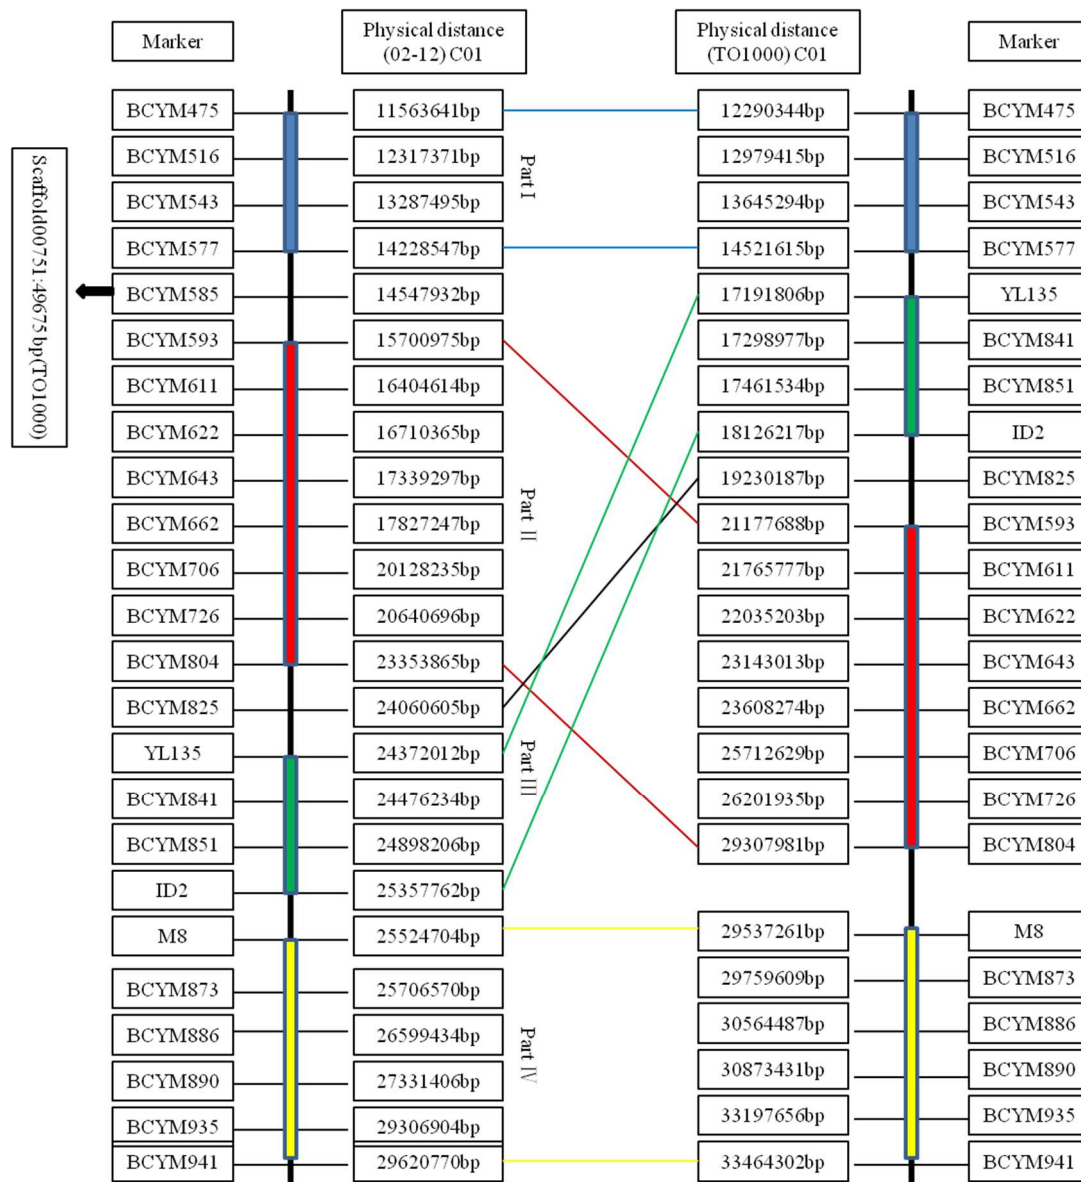 Marker
Physical distance
(02-12) C01
Physical distance
(TO1000) C01
Marker
BCYM475 11563641bp 12290344bp BCYM475
BCYM516 12317371bp 12979415bp BCYM516
Part I
BCYM543 13287495bp 13645294bp BCYM543
BCYM577 14228547bp 14521615bp BCYM577
Scaffold00751:49675bp(TO1000)
BCYM585 14547932bp 17191806bp YL135
BCYM593 15700975bp 17298977bp BCYM841
BCYM611 16404614bp 17461534bp BCYM851
BCYM622 16710365bp 18126217bp ID2
BCYM643 17339297bp 19230187bp BCYM825
BCYM662 17827247bp 21177688bp BCYM593
Part II
BCYM706 20128235bp 21765777bp BCYM611
BCYM726 20640696bp 22035203bp BCYM622
BCYM804 23353865bp 23143013bp BCYM643
BCYM825 24060605bp 23608274bp BCYM662
YL135 24372012bp 25712629bp BCYM706
Part III
BCYM841 24476234bp 26201935bp BCYM726
BCYM851 24898206bp 29307981bp BCYM804
ID2 25357762bp
M8 25524704bp 29537261bp M8
BCYM873 25706570bp 29759609bp BCYM873
BCYM886 26599434bp 30564487bp BCYM886
Part IV
BCYM890 27331406bp 30873431bp BCYM890
BCYM935 29306904bp 33197656bp BCYM935
BCYM941 29620770bp 33464302bp BCYM941